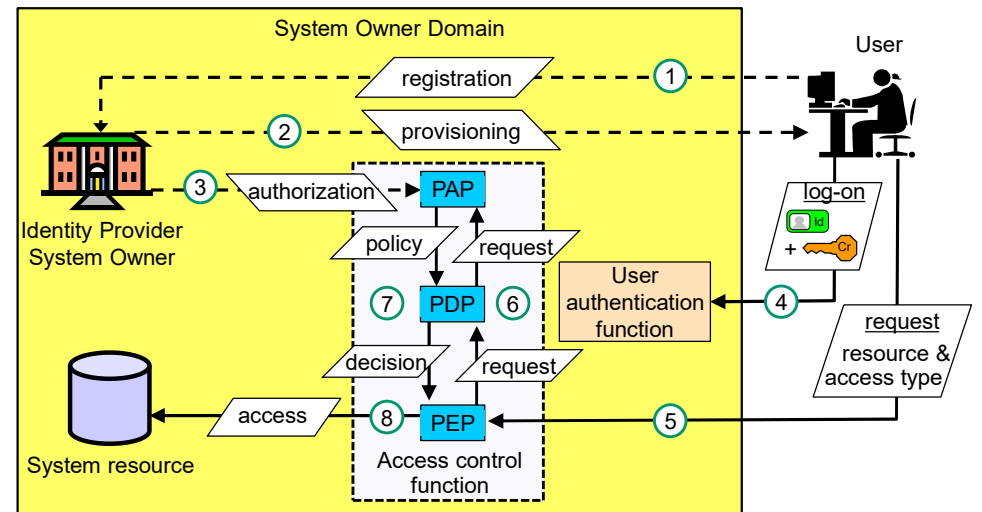 System Owner Domain
User
registration
1
2
provisioning
3
authorization
PAP
Identity Provider
System Owner
policy
request
log-on
Id
+
Cr
7
PDP
6
User
authentication
function
4
decision
request
request
resource &
access type
access
8
PEP
5
System resource
Access control
function